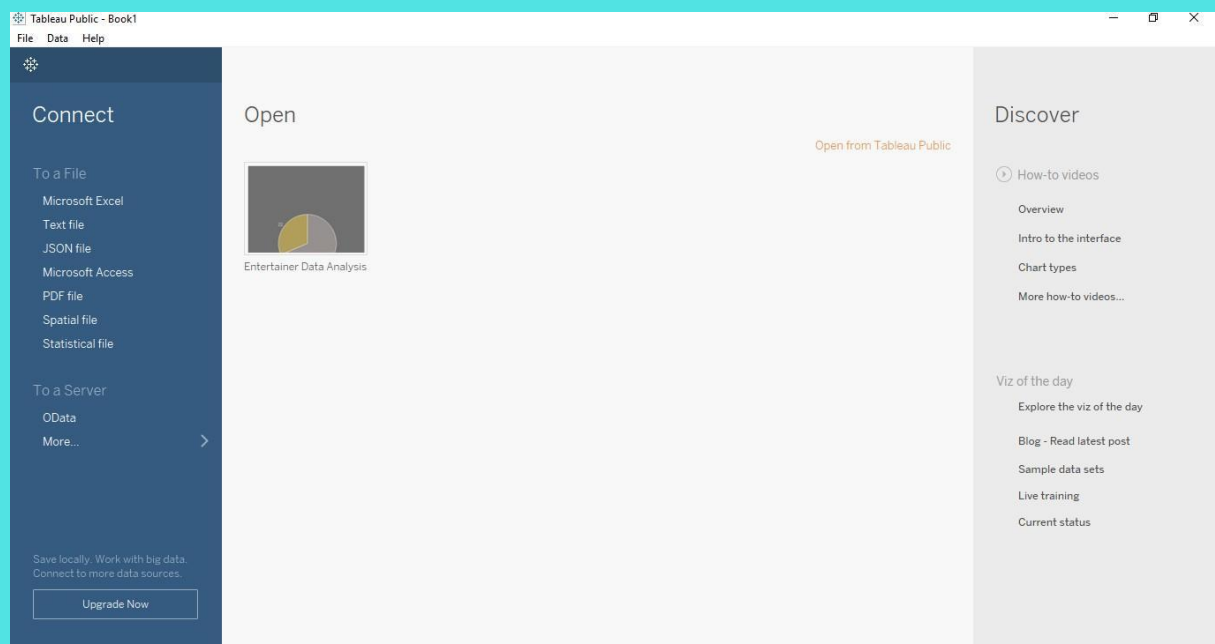 Tableau Public - Book1
File Data Help
Connect
To a File
Microsoft Excel
Text file
JSON file
Microsoft Access
PDF file
Spatial file
Statistical file
To a Server
OData
More...
Save locally. Work with big data.
Connect to more data sources.
Upgrade Now
Open
Open from Tableau Public
Entertainer Data Analysis
Discover
How-to videos
Overview
Intro to the interface
Chart types
More how-to videos...
Viz of the day
Explore the viz of the day
Blog - Read latest post
Sample data sets
Live training
Current status